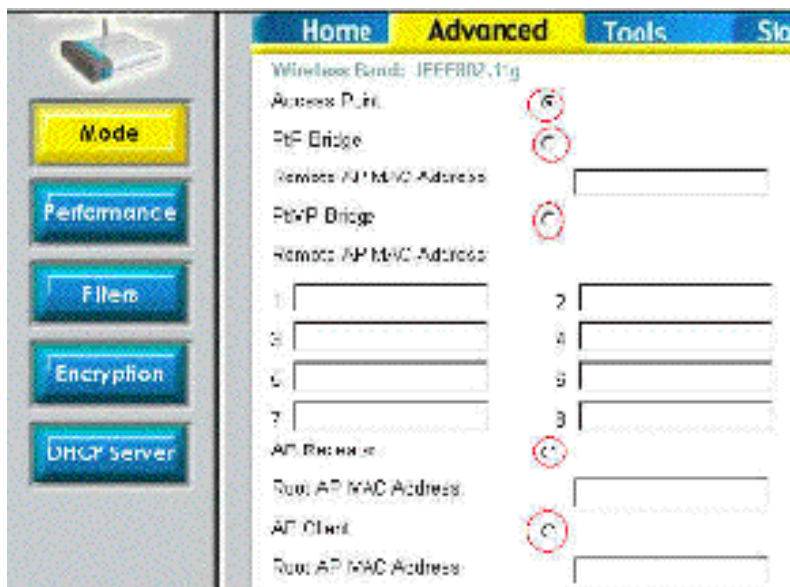 Home Advanced Tools
Wireless Band: IEEE802.11g
Mode
Access Point
PtP Bridge
Remote AP MAC Address:
Performance
PtMP Bridge
Remote AP MAC Address:
Filters
1 2
3 4
Encryption
5 6
7 8
DHCP Server
AP Repeater
Root AP MAC Address:
AP Client
Root AP MAC Address: